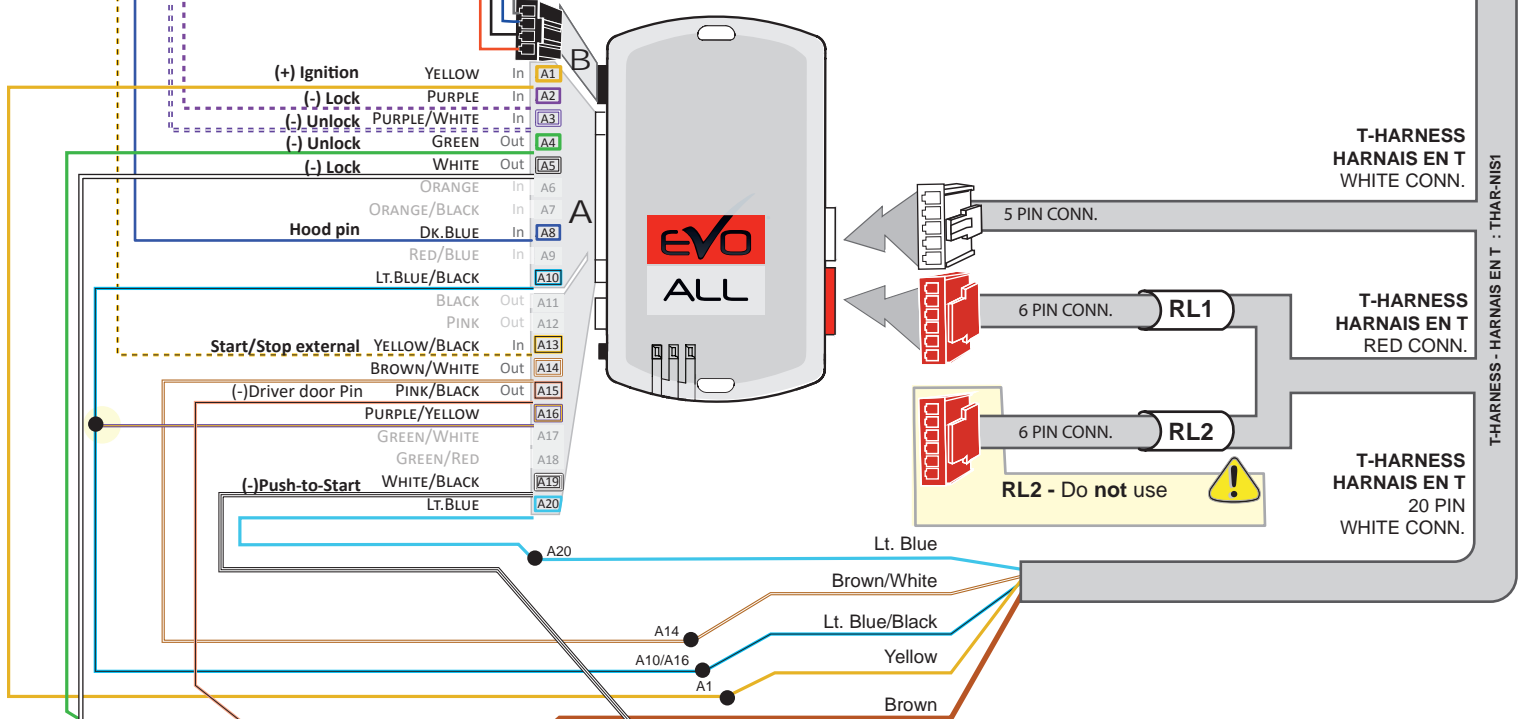 B
(+) Ignition YELLOW In A1
(-) Lock PURPLE In A2
(-) Unlock PURPLE/WHITE In A3
(-) Unlock GREEN Out A4
(-) Lock WHITE Out A5
ORANGE In A6
ORANGE/BLACK In A7
Hood pin DK.BLUE In A8
RED/BLUE In A9
LT.BLUE/BLACK A10
BLACK Out A11
PINK Out A12
Start/Stop external YELLOW/BLACK In A13
BROWN/WHITE Out A14
(-)Driver door Pin PINK/BLACK Out A15
PURPLE/YELLOW A16
GREEN/WHITE A17
GREEN/RED A18
(-)Push-to-Start WHITE/BLACK A19
LT.BLUE A20
A
EVO
ALL
5 PIN CONN.
6 PIN CONN. RL1
6 PIN CONN. RL2
RL2 - Do not use
!
T-HARNESS
HARNAIS EN T
WHITE CONN.
T-HARNESS
HARNAIS EN T
RED CONN.
T-HARNESS
HARNAIS EN T
20 PIN
WHITE CONN.
T-HARNESS - HARNAIS EN T : THAR-NIS1
A20 Lt. Blue
Brown/White
A14
Lt. Blue/Black
A10/A16
Yellow
A1
Brown